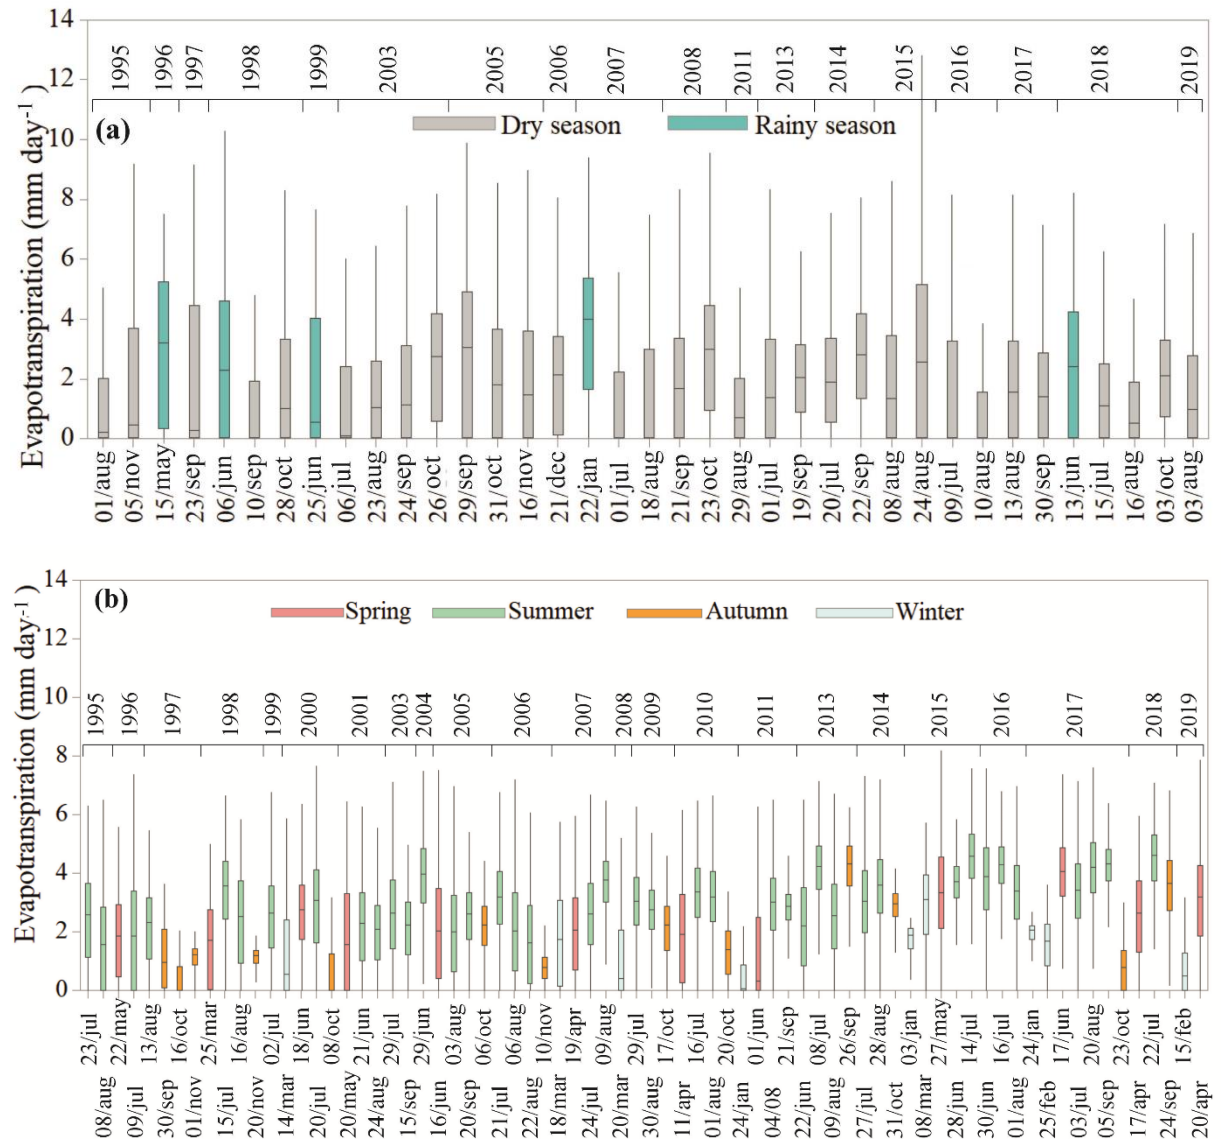 14
12
10
8
6
4
2
0
Evapotranspiration (mm day-1 )
1995 1996 1997 1998 1999 2003 2005 2006 2007 2008 2011 2013 2014 2015 2016 2017 2018 2019
(a) Dry season Rainy season
01/aug 05/nov 15/may 23/sep 06/jun 10/sep 28/oct 25/jun 06/jul 23/aug 24/sep 26/oct 29/sep 31/oct 16/nov 21/dec 22/jan 01/jul 18/aug 21/sep 23/oct 29/aug 01/jul 19/sep 20/jul 22/sep 08/aug 24/aug 09/jul 10/aug 13/aug 30/sep 13/jun 15/jul 16/aug 03/oct 03/aug
14
12
10
8
6
4
2
0
Evapotranspiration (mm day-1 )
(b) Spring Summer Autumn Winter
1995 1996 1997 1998 1999 2000 2001 2003 2004 2005 2006 2007 2008 2009 2010 2011 2013 2014 2015 2016 2017 2018 2019
23/jul 22/may 13/aug 16/oct 25/mar 16/aug 02/jul 18/jun 08/oct 21/jun 29/jul 29/jun 03/aug 06/oct 06/aug 10/nov 19/apr 09/aug 29/jul 17/oct 16/jul 20/oct 01/jun 21/sep 08/jul 26/sep 28/aug 03/jan 27/may 14/jul 16/jul 24/jan 17/jun 20/aug 23/oct 22/jul 15/feb
08/aug 09/jul 30/sep 01/nov 15/jul 20/nov 14/mar 20/jul 20/may 24/aug 15/sep 16/jun 20/sep 21/jul 22/aug 18/mar 24/jul 20/mar 30/aug 11/apr 01/aug 24/jan 04/08 22/jun 09/aug 27/jul 31/oct 08/mar 28/jun 30/jun 01/aug 25/feb 03/jul 05/sep 17/apr 24/sep 20/apr